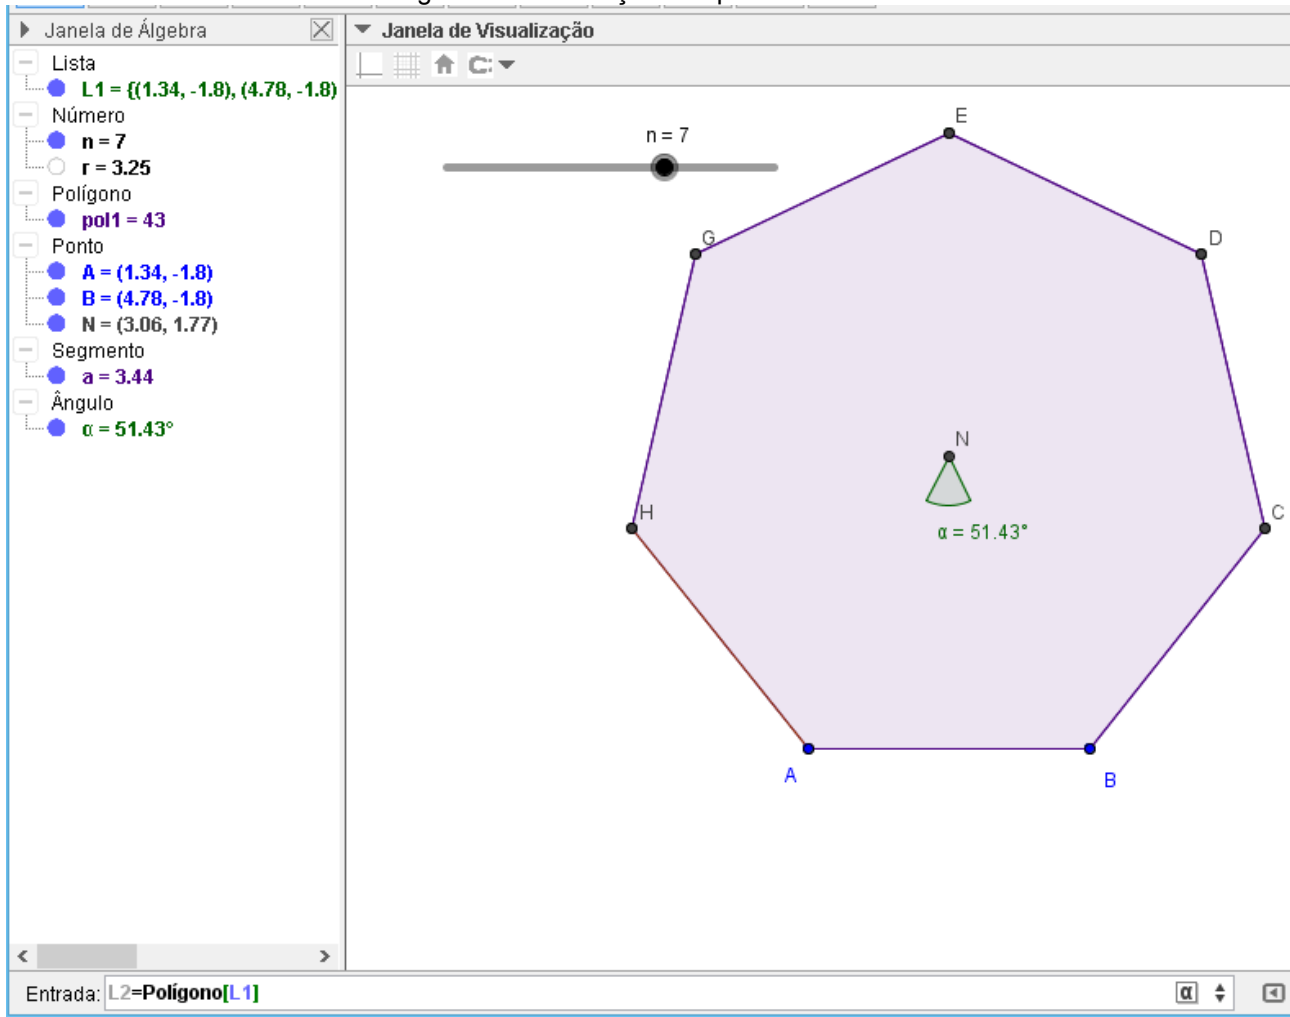 Janela de Álgebra
Lista
L1 = {(1.34, -1.8), (4.78, -1.8)
Número
n = 7
r = 3.25
Polígono
pol1 = 43
Ponto
A = (1.34, -1.8)
B = (4.78, -1.8)
N = (3.06, 1.77)
Segmento
a = 3.44
Ângulo
α = 51.43°
Janela de Visualização
n = 7
E
G
D
N
H
C
α = 51.43°
A
B
Entrada: L2=Polígono[L1]
α